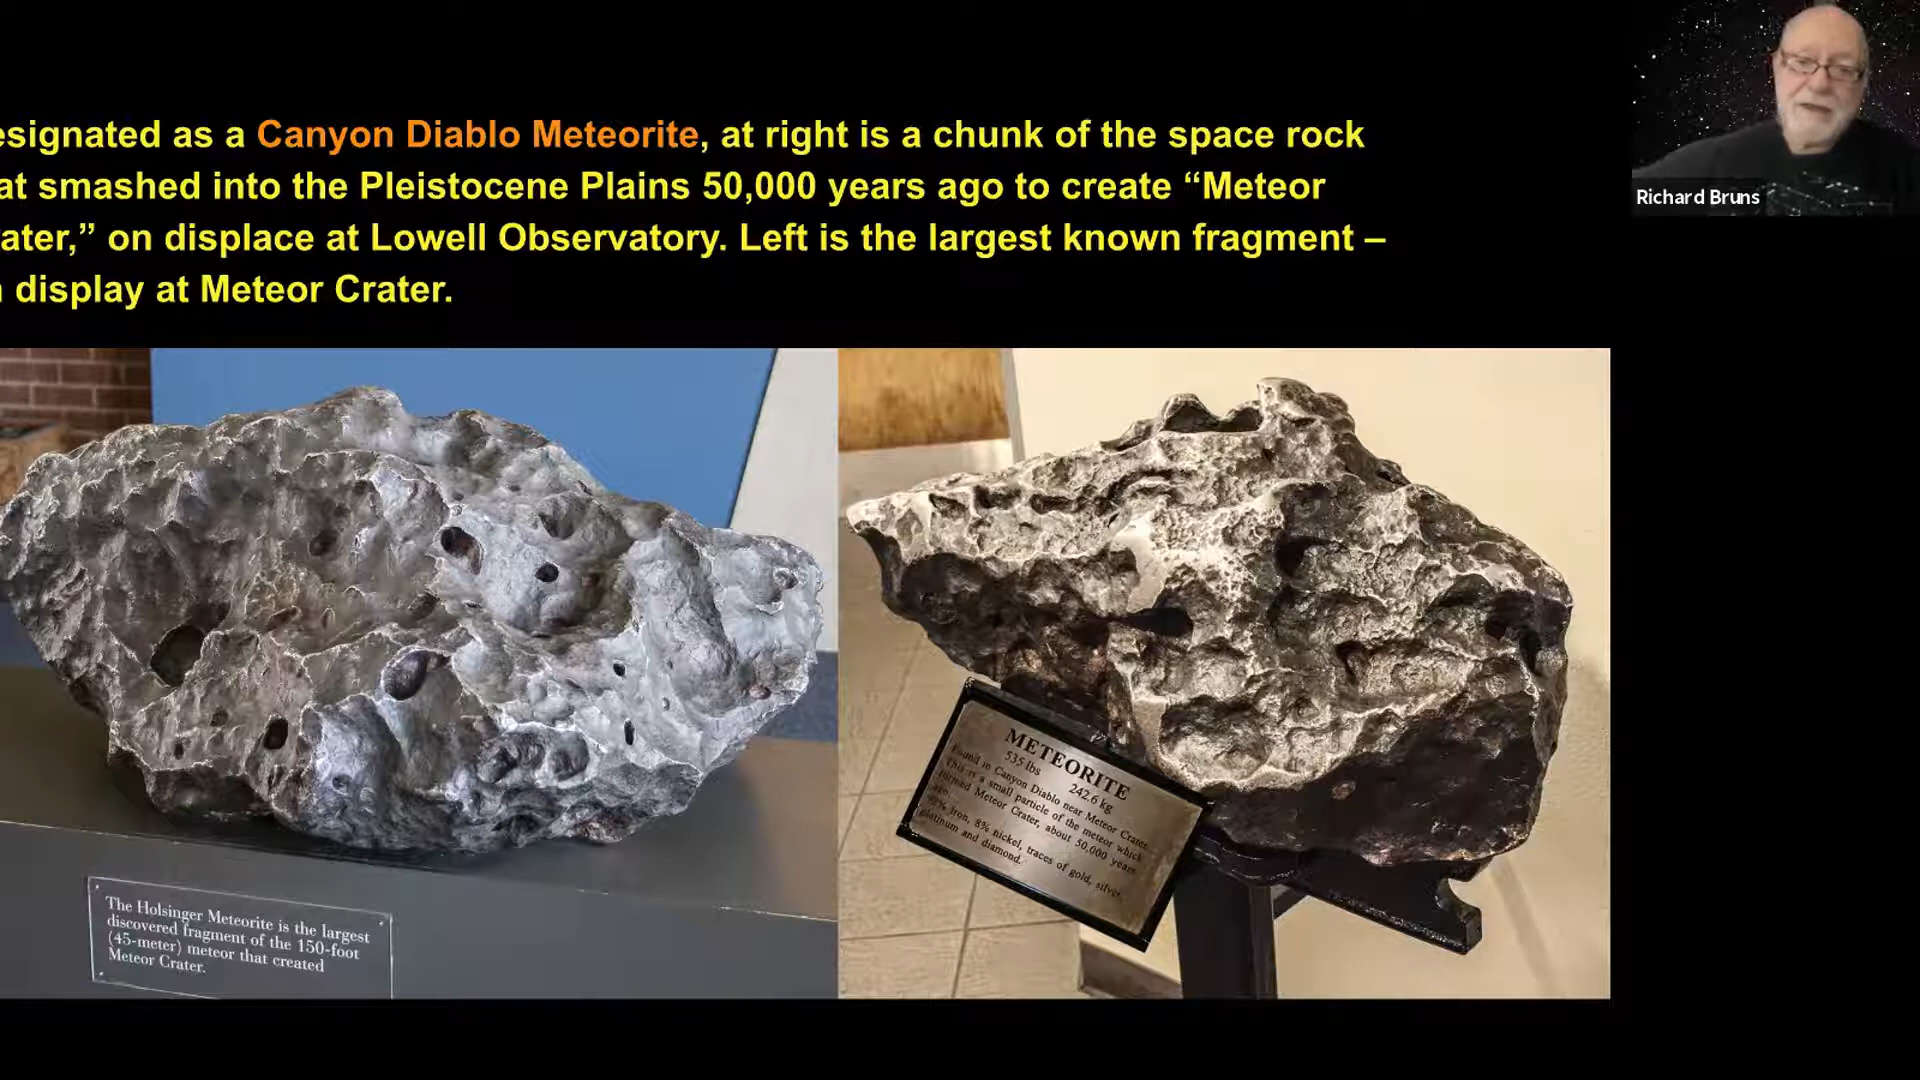 esignated as a Canyon Diablo Meteorite, at right is a chunk of the space rock
at smashed into the Pleistocene Plains 50,000 years ago to create “Meteor
ater,” on displace at Lowell Observatory. Left is the largest known fragment –
display at Meteor Crater.
Richard Bruns
The Holsinger Meteorite is the largest
discovered fragment of the 150-foot
(45-meter) meteor that created
Meteor Crater.
METEORITE
535 lbs 242.6 kg
Found in Canyon Diablo near Meteor Crater.
This is a small particle of the meteor which
formed Meteor Crater, about 50,000 years
ago.
92% iron, 8% nickel, traces of gold, silver,
platinum and diamond.